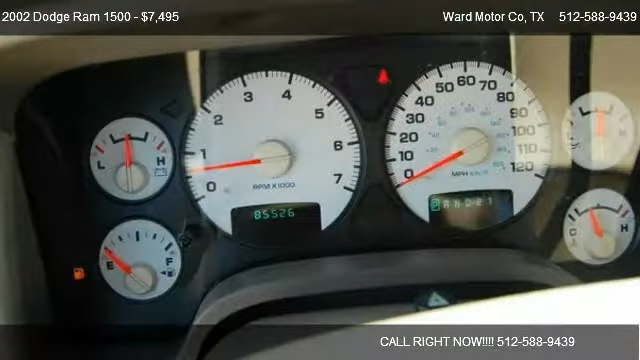 2002 Dodge Ram 1500 - $7,495
Ward Motor Co, TX 512-588-9439
0 1 2 3 4 5 6 7
RPM X1000
85526
0 10 20 30 40 50 60 70 80 90 100 120
MPH
P R N D 2 1
L H
E F
H
C H
CALL RIGHT NOW!!!! 512-588-9439